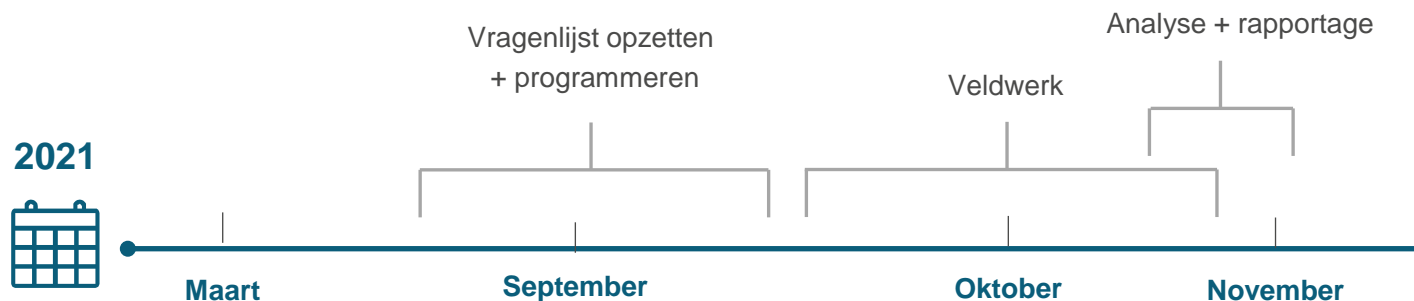 Analyse + rapportage
Vragenlijst opzetten
+ programmeren
Veldwerk
2021
Maart
September
Oktober
November